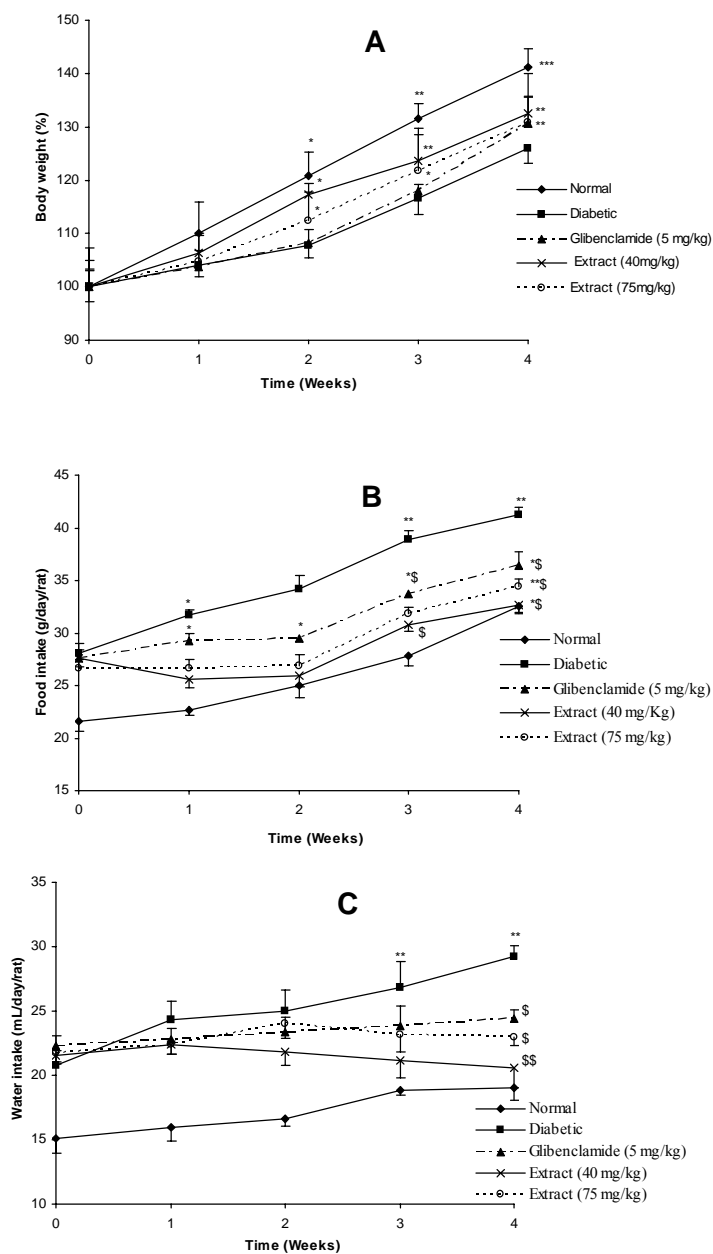 A
150
140
130
120
110
100
90
Body weight (%)
***
**
*
**
**
**
*
*
*
Normal
Diabetic
Glibenclamide (5 mg/kg)
Extract (40mg/kg)
Extract (75mg/kg)
0 1 2 3 4
Time (Weeks)
B
45
40
35
30
25
20
15
Food intake (g/day/rat)
**
**
*
*$
*$
*
*
**$
*$
$
Normal
Diabetic
Glibenclamide (5 mg/kg)
Extract (40 mg/Kg)
Extract (75 mg/kg)
0 1 2 3 4
Time (Weeks)
C
35
30
25
20
15
10
Water intake (mL/day/rat)
**
**
$
$
$$
Normal
Diabetic
Glibenclamide (5 mg/kg)
Extract (40 mg/kg)
Extract (75 mg/kg)
0 1 2 3 4
Time (Weeks)